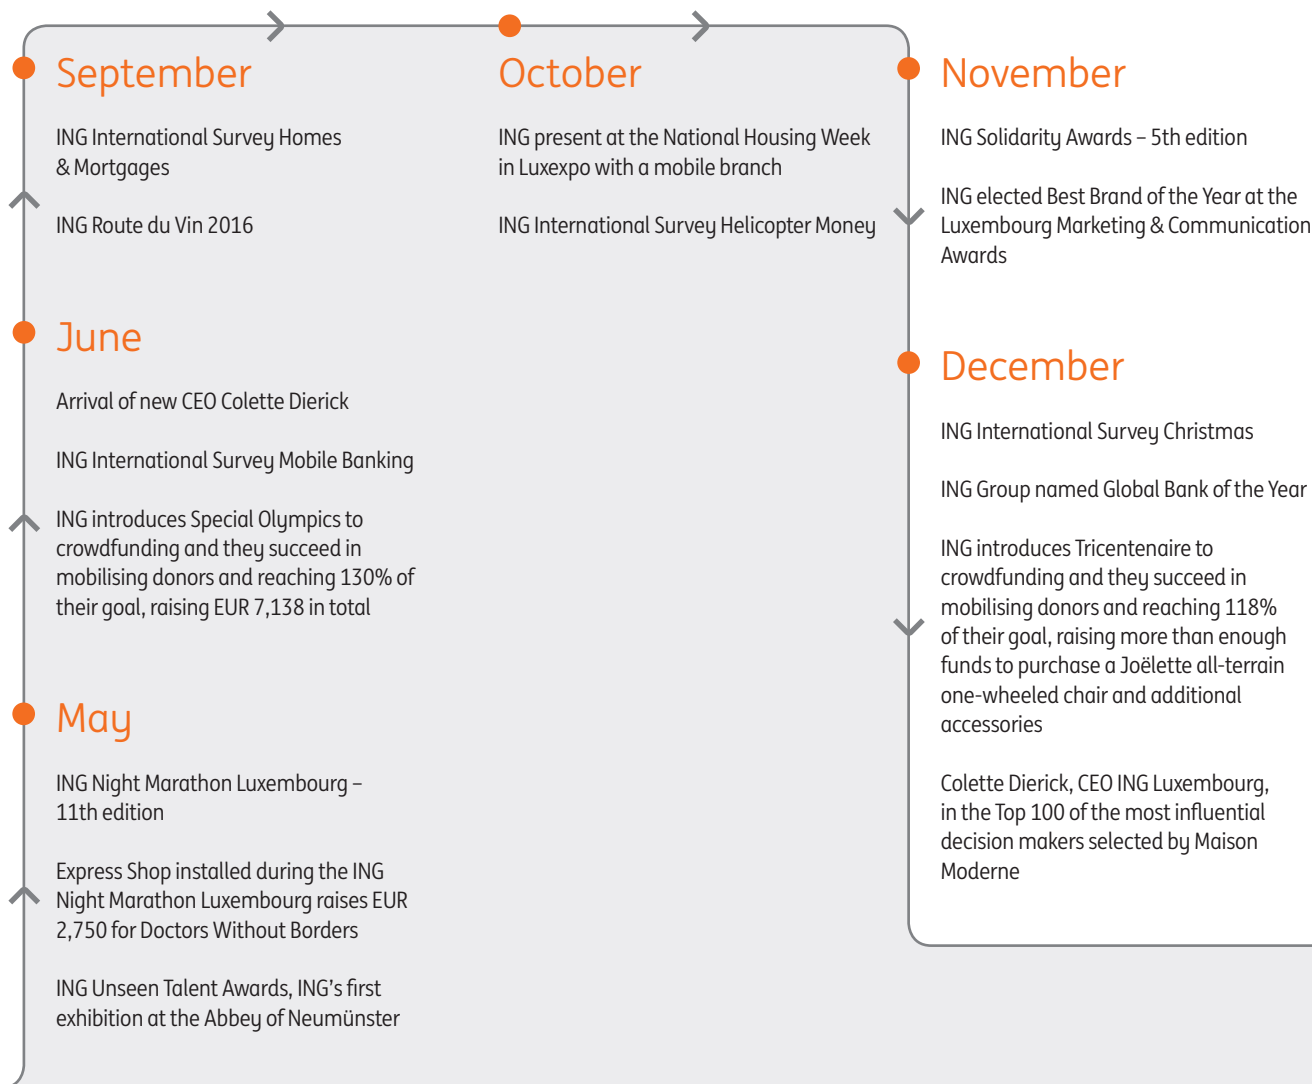 September
ING International Survey Homes
& Mortgages
ING Route du Vin 2016
June
Arrival of new CEO Colette Dierick
ING International Survey Mobile Banking
ING introduces Special Olympics to
crowdfunding and they succeed in
mobilising donors and reaching 130% of
their goal, raising EUR 7,138 in total
May
ING Night Marathon Luxembourg –
11th edition
Express Shop installed during the ING
Night Marathon Luxembourg raises EUR
2,750 for Doctors Without Borders
ING Unseen Talent Awards, ING's first
exhibition at the Abbey of Neumünster
October
ING present at the National Housing Week
in Luxexpo with a mobile branch
ING International Survey Helicopter Money
November
ING Solidarity Awards – 5th edition
ING elected Best Brand of the Year at the
Luxembourg Marketing & Communication
Awards
December
ING International Survey Christmas
ING Group named Global Bank of the Year
ING introduces Tricentenaire to
crowdfunding and they succeed in
mobilising donors and reaching 118%
of their goal, raising more than enough
funds to purchase a Joëlette all-terrain
one-wheeled chair and additional
accessories
Colette Dierick, CEO ING Luxembourg,
in the Top 100 of the most influential
decision makers selected by Maison
Moderne